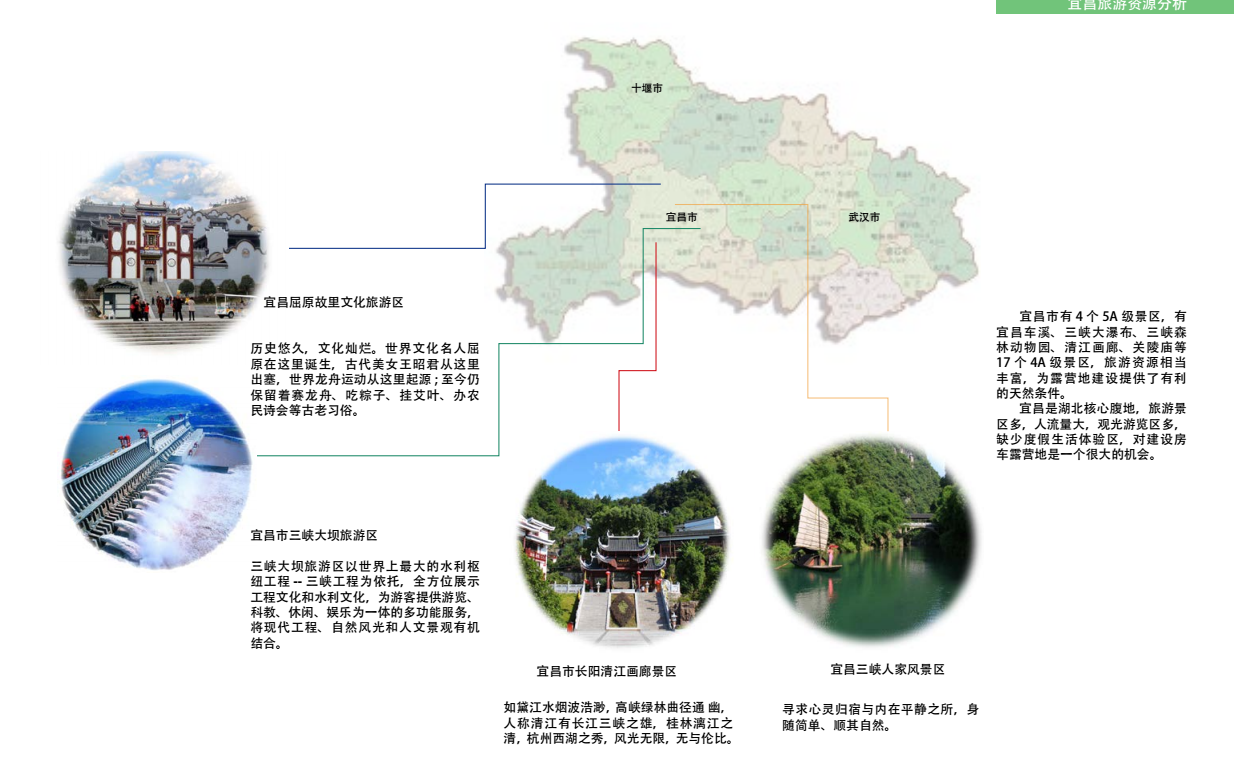 宜昌旅游资源分析
十堰市
宜昌市
武汉市
宜昌屈原故里文化旅游区
历史悠久，文化灿烂。世界文化名人屈
原在这里诞生，古代美女王昭君从这里
出塞，世界龙舟运动从这里起源；至今仍
保留着赛龙舟、吃粽子、挂艾叶、办农
民诗会等古老习俗。
宜昌市三峡大坝旅游区
三峡大坝旅游区以世界上最大的水利枢
纽工程 -- 三峡工程为依托，全方位展示
工程文化和水利文化，为游客提供游览、
科教、休闲、娱乐为一体的多功能服务，
将现代工程、自然风光和人文景观有机
结合。
宜昌市长阳清江画廊景区
如黛江水烟波浩渺，高峡绿林曲径通 幽，
人称清江有长江三峡之雄，桂林漓江之
清，杭州西湖之秀，风光无限，无与伦比。
宜昌三峡人家风景区
寻求心灵归宿与内在平静之所，身
随简单、顺其自然。
宜昌市有 4 个 5A 级景区，有
宜昌车溪、三峡大瀑布、三峡森
林动物园、清江画廊、关陵庙等
17 个 4A 级景区，旅游资源相当
丰富，为露营地建设提供了有利
的天然条件。
宜昌是湖北核心腹地，旅游景
区多，人流量大，观光游览区多，
缺少度假生活体验区，对建设房
车露营地是一个很大的机会。